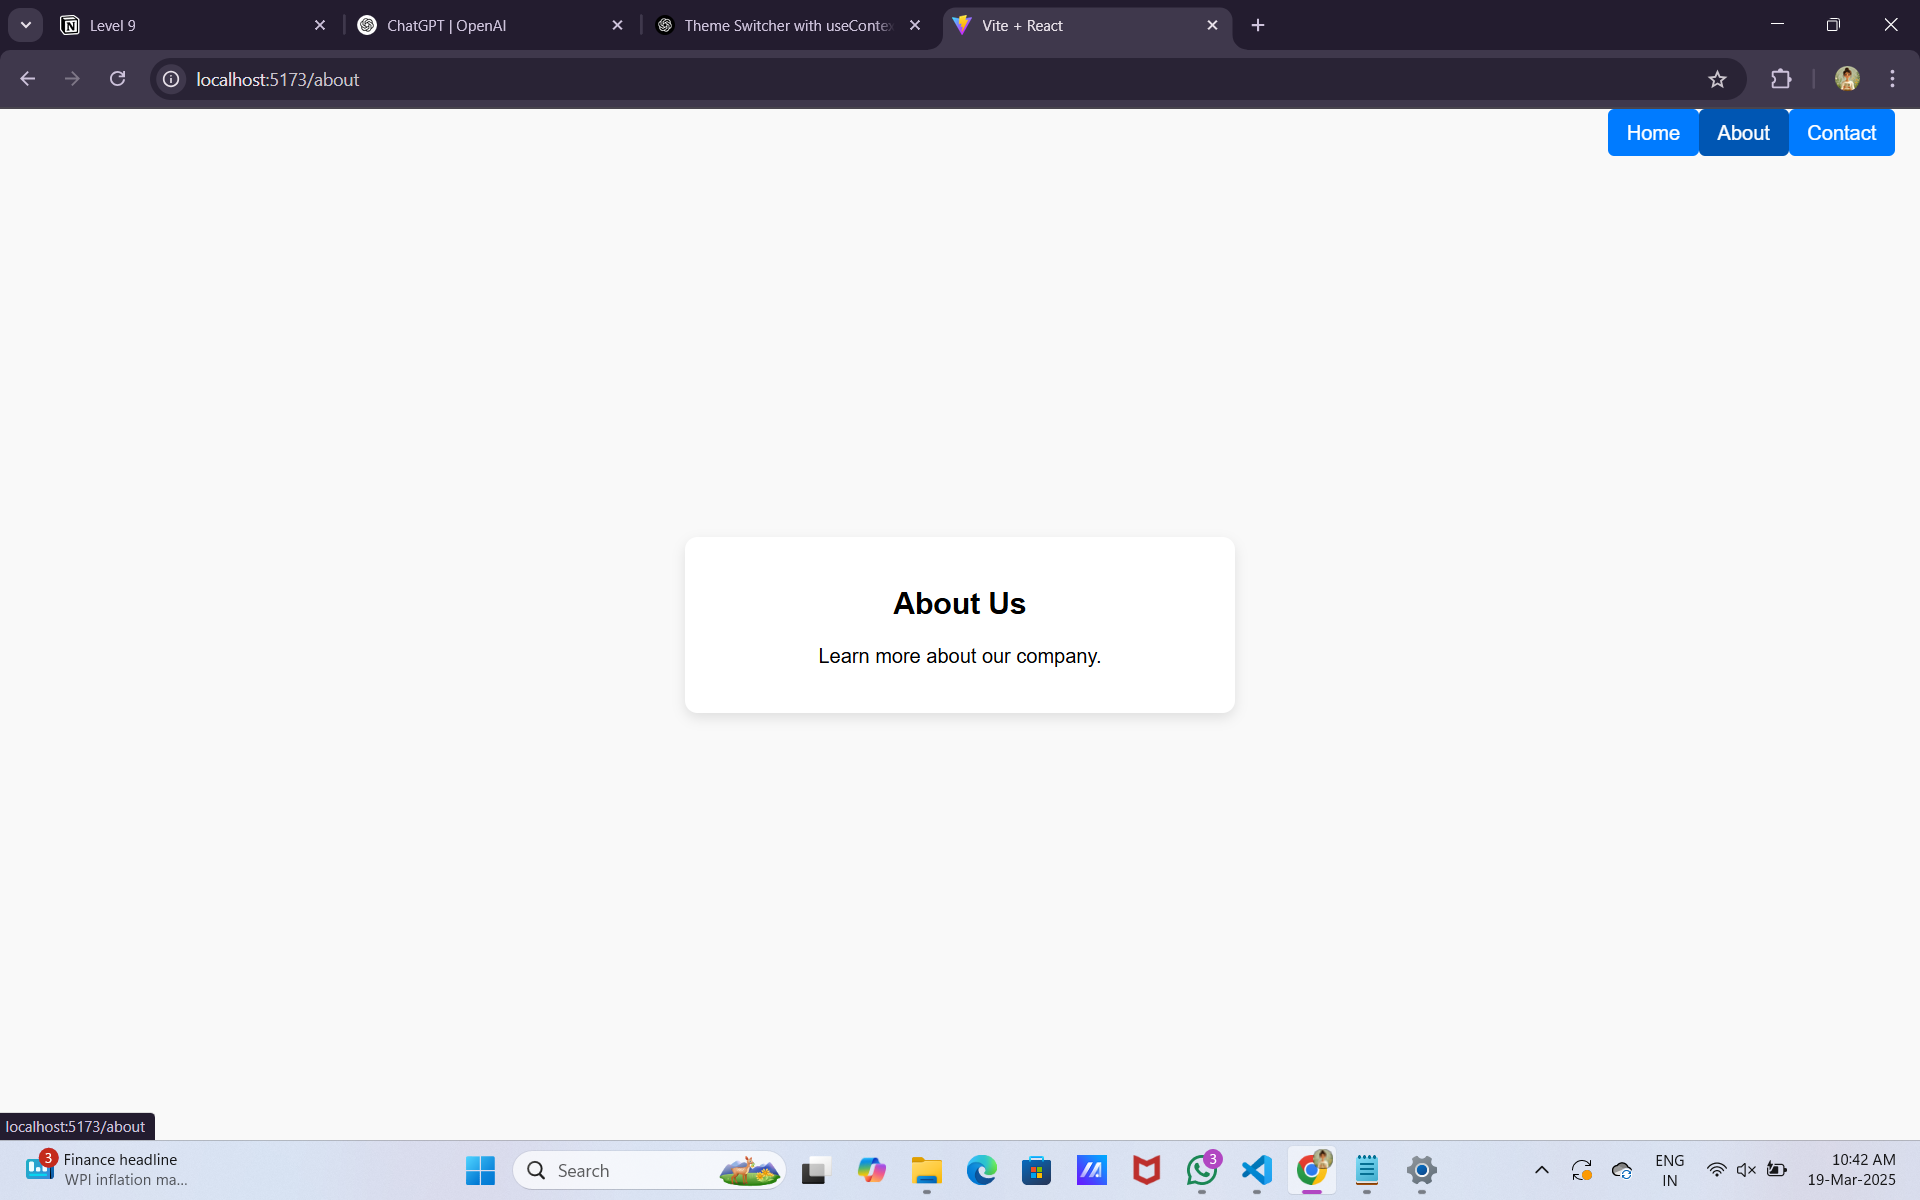 Level 9
ChatGPT | OpenAI
Theme Switcher with useContex
Vite + React
localhost:5173/about
Home
About
Contact
About Us
Learn more about our company.
localhost:5173/about
3
Finance headline
WPI inflation ma...
Search
3
ENG
IN
10:42 AM
19-Mar-2025